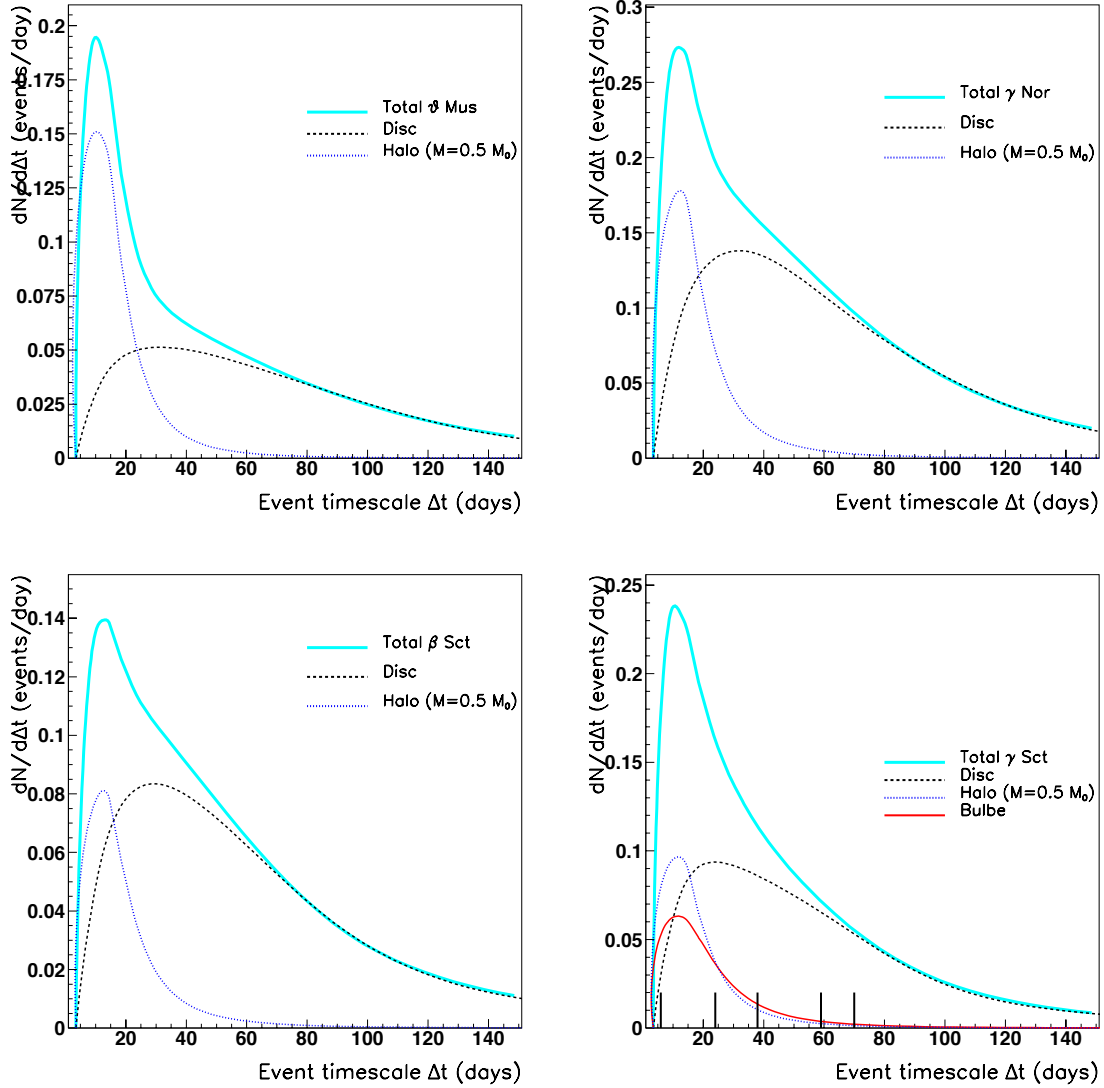 dN/dΔt (events/day)
0.2
0.175
0.15
0.125
0.1
0.075
0.05
0.025
0
Total ϑ Mus
Disc
Halo (M=0.5 M₀)
20 40 60 80 100 120 140
Event timescale Δt (days)
dN/dΔt (events/day)
0.3
0.25
0.2
0.15
0.1
0.05
0
Total γ Nor
Disc
Halo (M=0.5 M₀)
20 40 60 80 100 120 140
Event timescale Δt (days)
dN/dΔt (events/day)
0.14
0.12
0.1
0.08
0.06
0.04
0.02
0
Total β Sct
Disc
Halo (M=0.5 M₀)
20 40 60 80 100 120 140
Event timescale Δt (days)
dN/dΔt (events/day)
0.25
0.2
0.15
0.1
0.05
0
Total γ Sct
Disc
Halo (M=0.5 M₀)
Bulbe
20 40 60 80 100 120 140
Event timescale Δt (days)